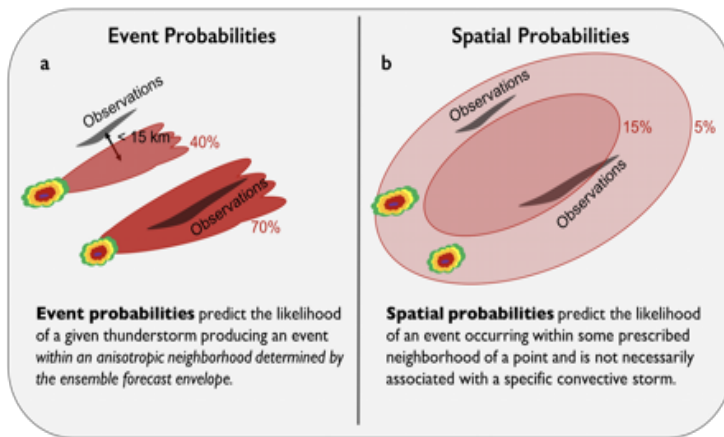 Event Probabilities
a
Observations
< 15 km
40%
Observations
70%
Event probabilities predict the likelihood
of a given thunderstorm producing an event
within an anisotropic neighborhood determined by
the ensemble forecast envelope.
Spatial Probabilities
b
Observations
15%
5%
Observations
Spatial probabilities predict the likelihood
of an event occurring within some prescribed
neighborhood of a point and is not necessarily
associated with a specific convective storm.